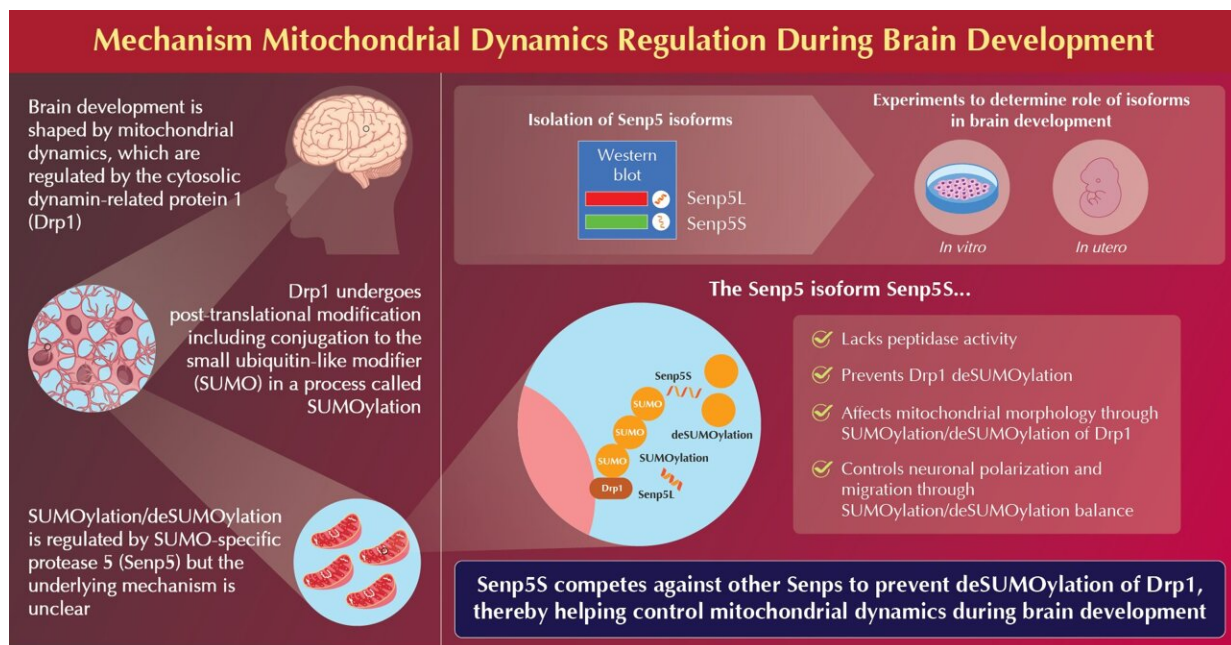 Mechanism Mitochondrial Dynamics Regulation During Brain Development
Brain development is
shaped by mitochondrial
dynamics, which are
regulated by the cytosolic
dynamin-related protein 1
(Drp1)
Drp1 undergoes
post-translational modification
including conjugation to the
small ubiquitin-like modifier
(SUMO) in a process called
SUMOylation
SUMOylation/deSUMOylation
is regulated by SUMO-specific
protease 5 (Senp5) but the
underlying mechanism is
unclear
Isolation of Senp5 isoforms
Western
blot
Senp5L
Senp5S
Experiments to determine role of isoforms
in brain development
In vitro
In utero
The Senp5 isoform Senp5S...
Senp5S
SUMO
deSUMOylation
SUMO
SUMOylation
SUMO
Drp1
Senp5L
Lacks peptidase activity
Prevents Drp1 deSUMOylation
Affects mitochondrial morphology through
SUMOylation/deSUMOylation of Drp1
Controls neuronal polarization and
migration through
SUMOylation/deSUMOylation balance
Senp5S competes against other Senps to prevent deSUMOylation of Drp1,
thereby helping control mitochondrial dynamics during brain development